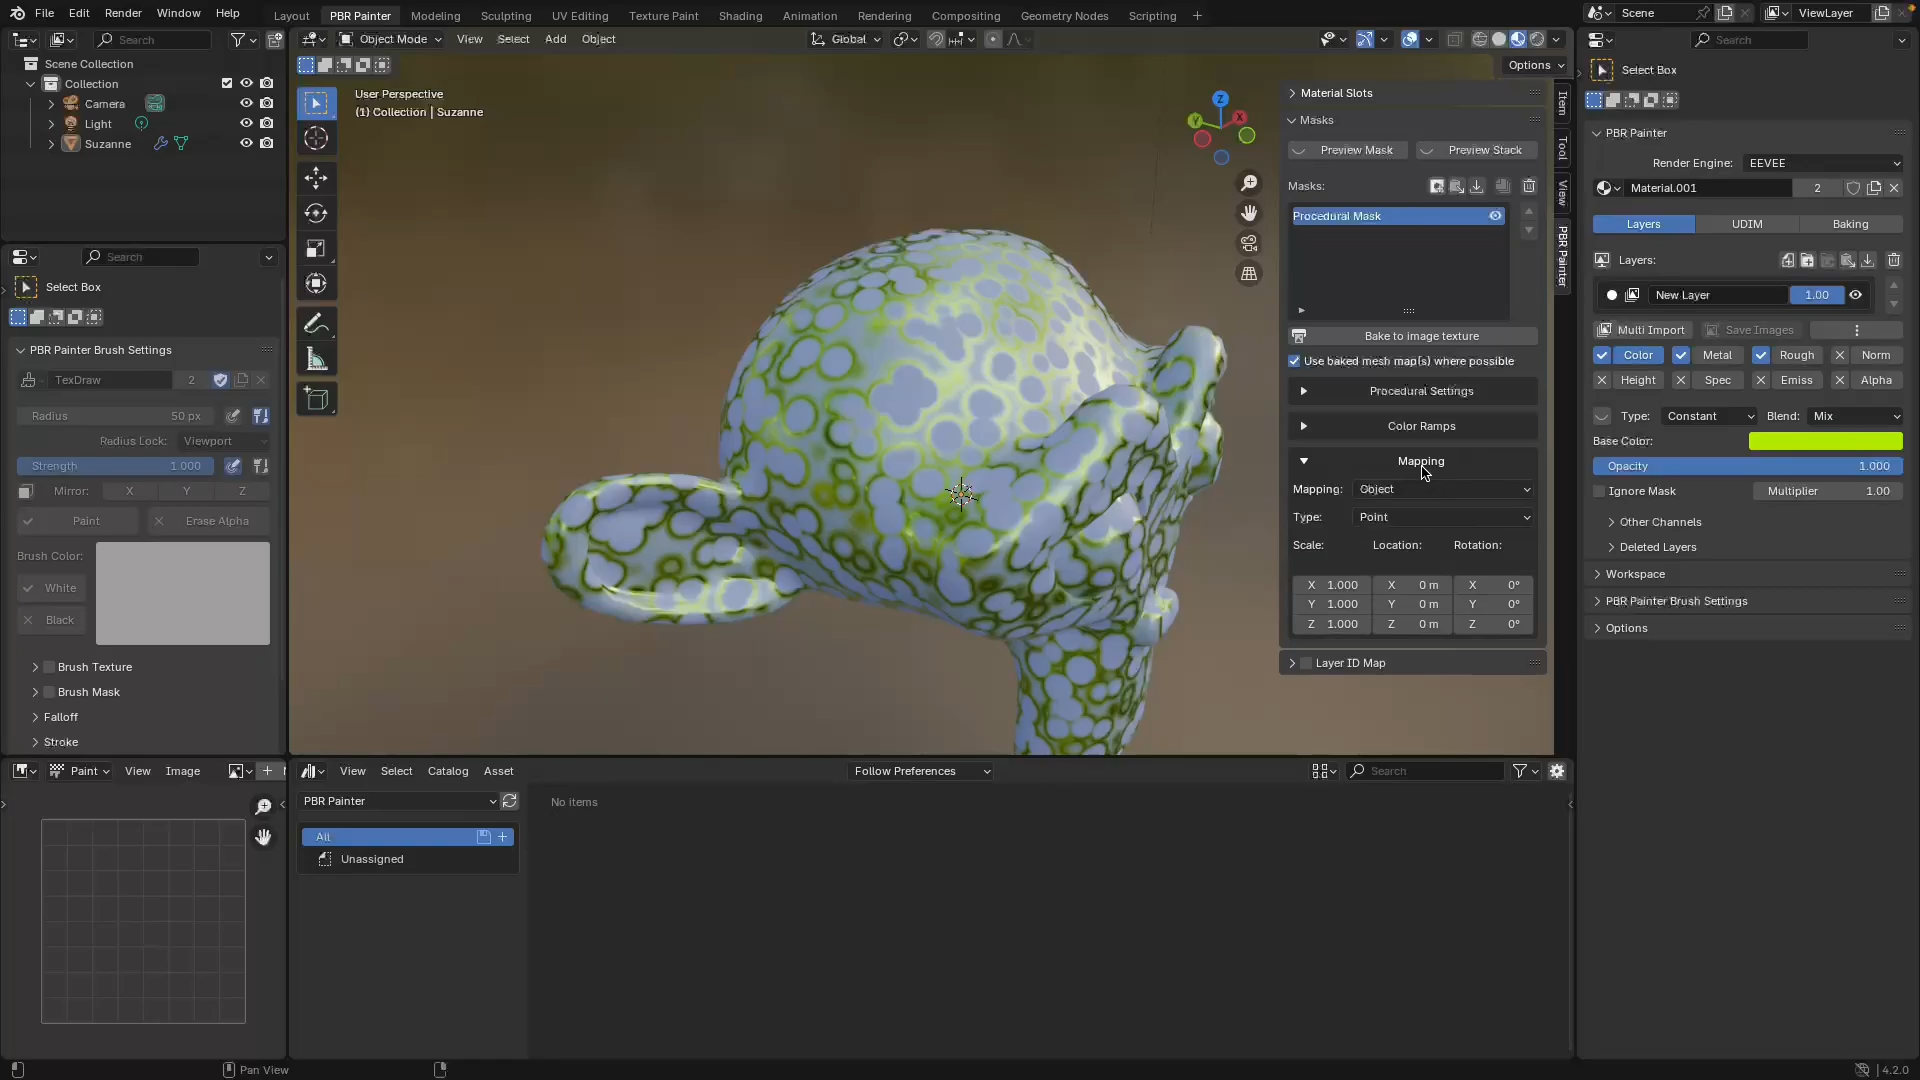 File Edit Render Window Help
Layout PBR Painter Modeling Sculpting UV Editing Texture Paint Shading Animation Rendering Compositing Geometry Nodes Scripting +
Scene
ViewLayer
Search
Scene Collection
Collection
Camera
Light
Suzanne
Search
Select Box
PBR Painter Brush Settings
TexDraw 2
Radius 50 px
Radius Lock: Viewport
Strength 1.000
Mirror: X Y Z
Paint Erase Alpha
Brush Color:
White
Black
Brush Texture
Brush Mask
Falloff
Stroke
Paint View Image
Object Mode View Select Add Object
Global
Options
User Perspective
(1) Collection | Suzanne
Z
Y
X
Item
Tool
View
PBR Painter
Material Slots
Masks
Preview Mask Preview Stack
Masks:
Procedural Mask
Bake to image texture
Use baked mesh map(s) where possible
Procedural Settings
Color Ramps
Mapping
Mapping: Object
Type: Point
Scale: Location: Rotation:
X 1.000 X 0 m X 0°
Y 1.000 Y 0 m Y 0°
Z 1.000 Z 0 m Z 0°
Layer ID Map
View Select Catalog Asset
Follow Preferences
Search
PBR Painter
All
Unassigned
No items
Search
Select Box
PBR Painter
Render Engine: EEVEE
Material.001 2
Layers UDIM Baking
Layers:
New Layer 1.00
Multi Import Save Images
Color Metal Rough Norm
Height Spec Emiss Alpha
Type: Constant Blend: Mix
Base Color:
Opacity 1.000
Ignore Mask Multiplier 1.00
Other Channels
Deleted Layers
Workspace
PBR Painter Brush Settings
Options
Pan View
4.2.0